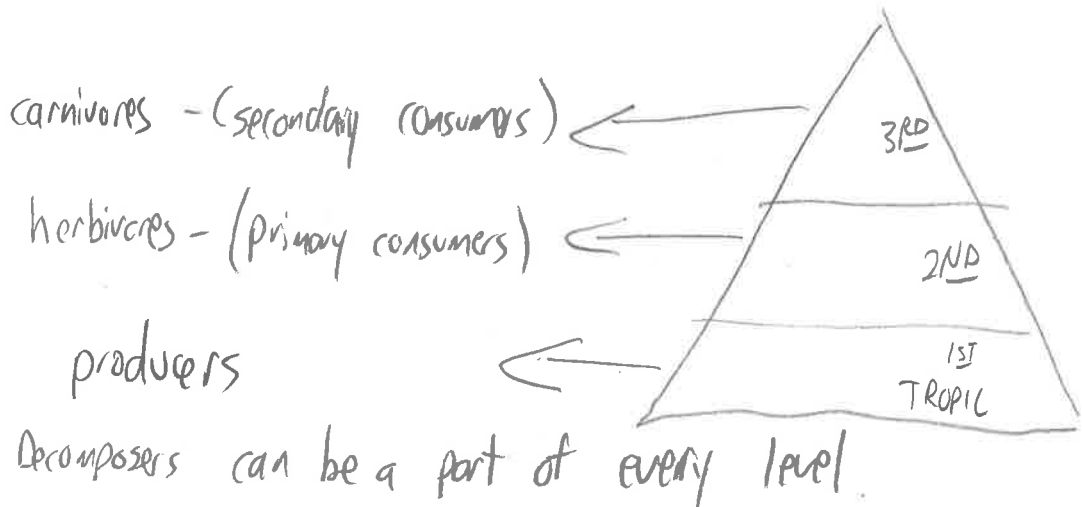 carnivores - (secondary consumers)
3RD
herbivores - (primary consumers)
2ND
producers
1ST
TROPIC
Decomposers can be a part of every level.